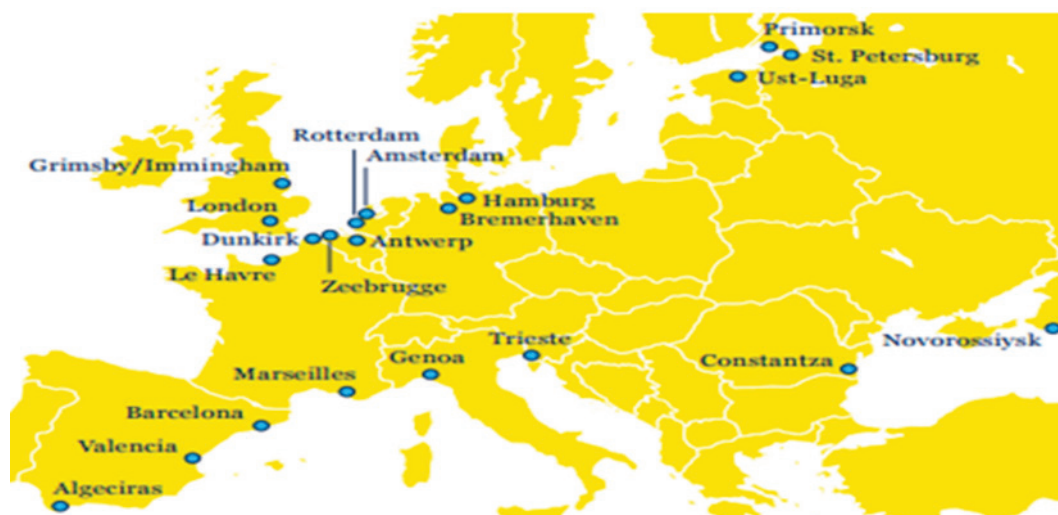 Primorsk
St. Petersburg
Ust-Luga
Rotterdam
Amsterdam
Grimsby/Immingham
Hamburg
London
Bremerhaven
Dunkirk
Antwerp
Le Havre
Zeebrugge
Trieste
Novorossiysk
Genoa
Constantza
Marseilles
Barcelona
Valencia
Algeciras